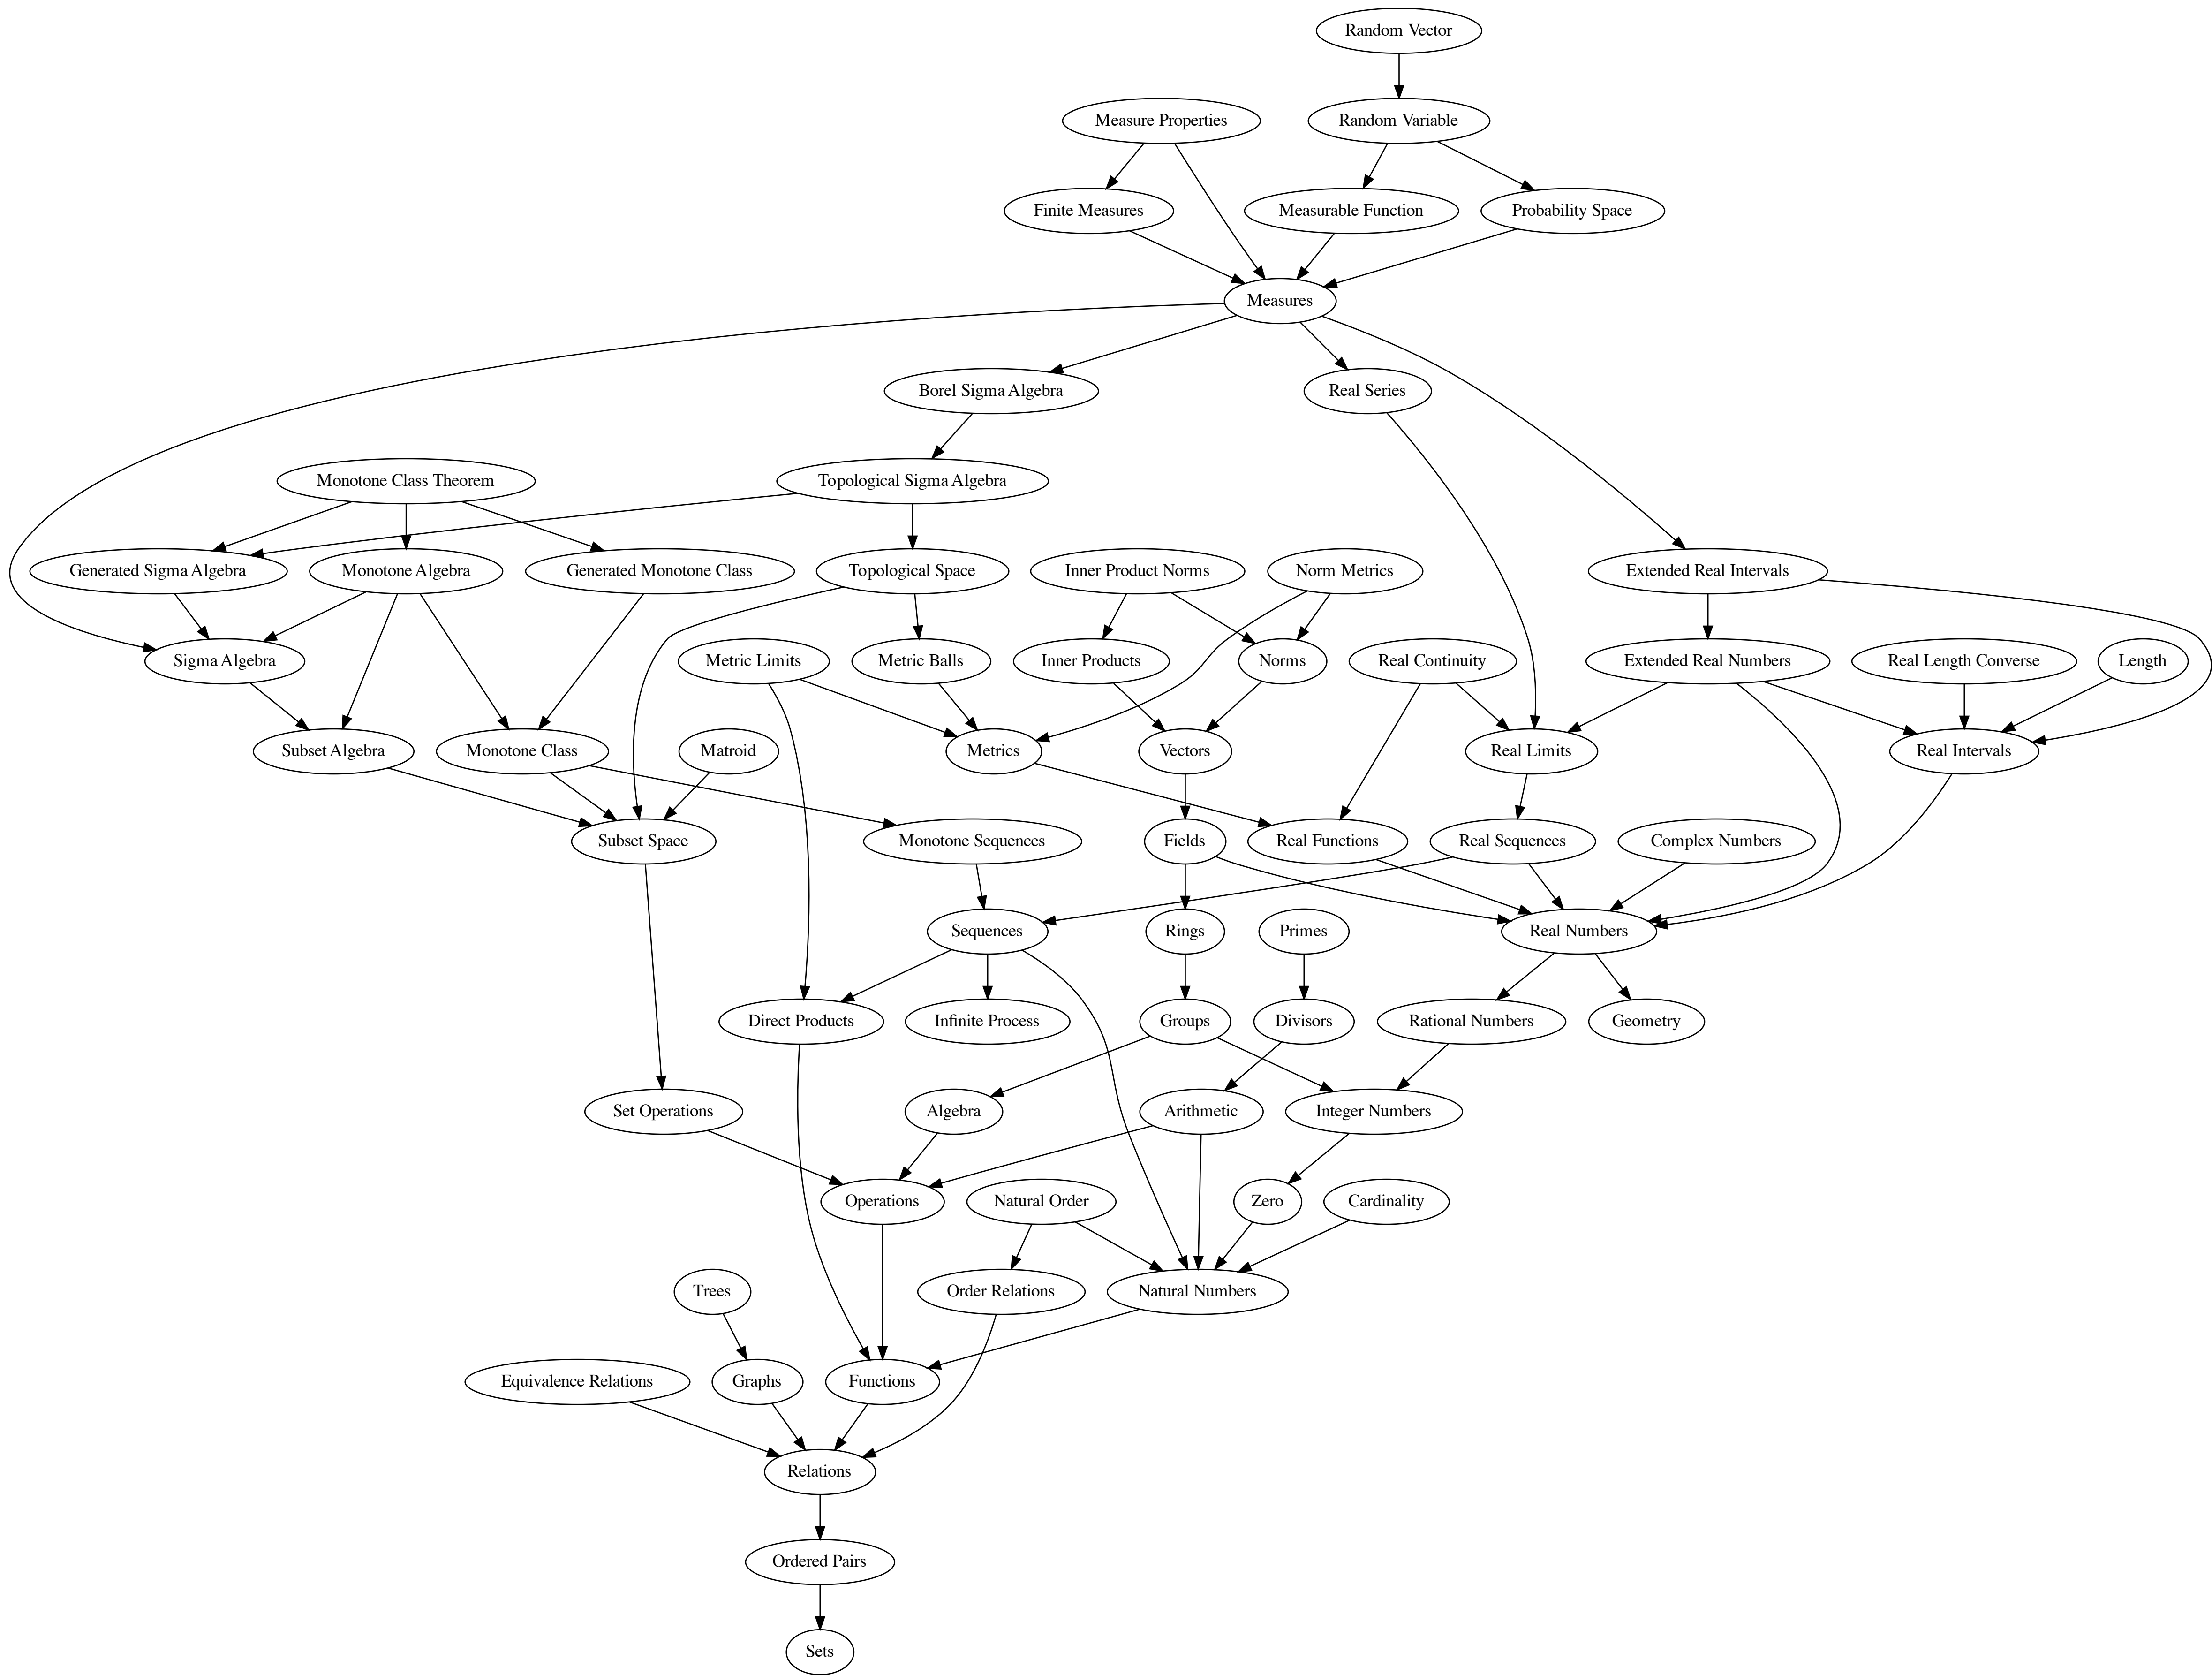 Random Vector
Measure Properties
Random Variable
Finite Measures
Measurable Function
Probability Space
Measures
Borel Sigma Algebra
Real Series
Monotone Class Theorem
Topological Sigma Algebra
Generated Sigma Algebra
Monotone Algebra
Generated Monotone Class
Topological Space
Inner Product Norms
Norm Metrics
Extended Real Intervals
Sigma Algebra
Metric Limits
Metric Balls
Inner Products
Norms
Real Continuity
Extended Real Numbers
Real Length Converse
Length
Subset Algebra
Monotone Class
Matroid
Metrics
Vectors
Real Limits
Real Intervals
Subset Space
Monotone Sequences
Fields
Real Functions
Real Sequences
Complex Numbers
Sequences
Rings
Primes
Real Numbers
Direct Products
Infinite Process
Groups
Divisors
Rational Numbers
Geometry
Set Operations
Algebra
Arithmetic
Integer Numbers
Operations
Natural Order
Zero
Cardinality
Trees
Order Relations
Natural Numbers
Equivalence Relations
Graphs
Functions
Relations
Ordered Pairs
Sets